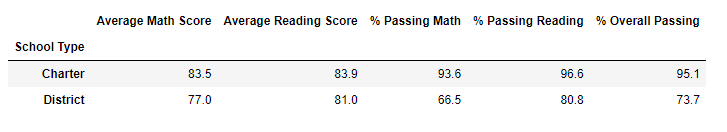 Average Math Score Average Reading Score % Passing Math % Passing Reading % Overall Passing
School Type
Charter 83.5 83.9 93.6 96.6 95.1
District 77.0 81.0 66.5 80.8 73.7